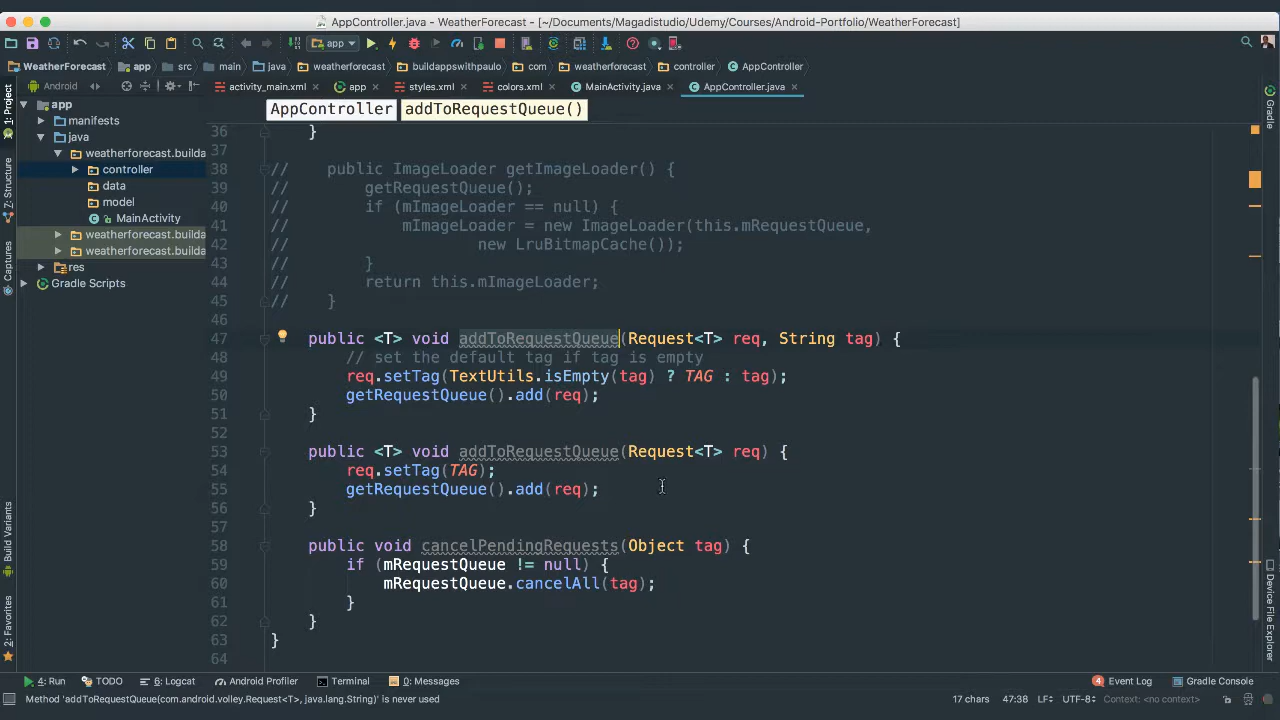 AppController.java - WeatherForecast - [~/Documents/Magadistudio/Udemy/Courses/Android-Portfolio/WeatherForecast]
app
WeatherForecast app src main java weatherforecast buildappswithpaulo com weatherforecast controller AppController
Android activity_main.xml app styles.xml colors.xml MainActivity.java AppController.java
AppController addToRequestQueue()
1: Project
Z: Structure
Captures
Build Variants
2: Favorites
app
manifests
java
weatherforecast.builda
controller
data
model
MainActivity
weatherforecast.builda
weatherforecast.builda
res
Gradle Scripts
36 }
37
38 // public ImageLoader getImageLoader() {
39 // getRequestQueue();
40 // if (mImageLoader == null) {
41 // mImageLoader = new ImageLoader(this.mRequestQueue,
42 // new LruBitmapCache());
43 // }
44 // return this.mImageLoader;
45 // }
46
47 public <T> void addToRequestQueue(Request<T> req, String tag) {
48 // set the default tag if tag is empty
49 req.setTag(TextUtils.isEmpty(tag) ? TAG : tag);
50 getRequestQueue().add(req);
51 }
52
53 public <T> void addToRequestQueue(Request<T> req) {
54 req.setTag(TAG);
55 getRequestQueue().add(req);
56 }
57
58 public void cancelPendingRequests(Object tag) {
59 if (mRequestQueue != null) {
60 mRequestQueue.cancelAll(tag);
61 }
62 }
63 }
64
Gradle
Device File Explorer
4: Run TODO 6: Logcat Android Profiler Terminal 0: Messages 4 Event Log Gradle Console
Method 'addToRequestQueue(com.android.volley.Request<T>, java.lang.String)' is never used 17 chars 47:38 LF÷ UTF-8÷ Context: <no context>